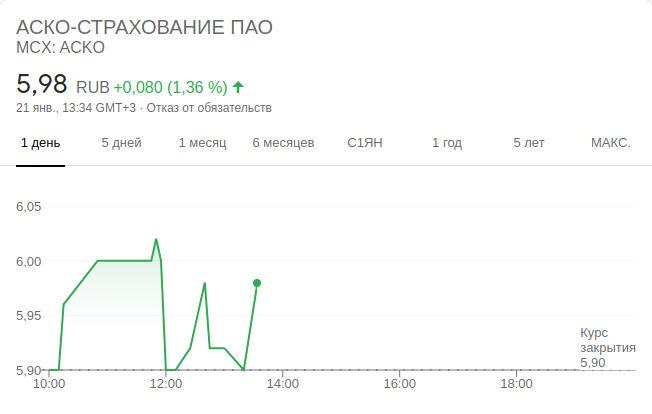 АСКО-СТРАХОВАНИЕ ПАО
MCX: ACKO
5,98 RUB +0,080 (1,36 %)
21 янв., 13:34 GMT+3 · Отказ от обязательств
1 день 5 дней 1 месяц 6 месяцев С1ЯН 1 год 5 лет МАКС.
6,05
6,00
5,95
Курс
закрытия
5,90
5,90
10:00 12:00 14:00 16:00 18:00